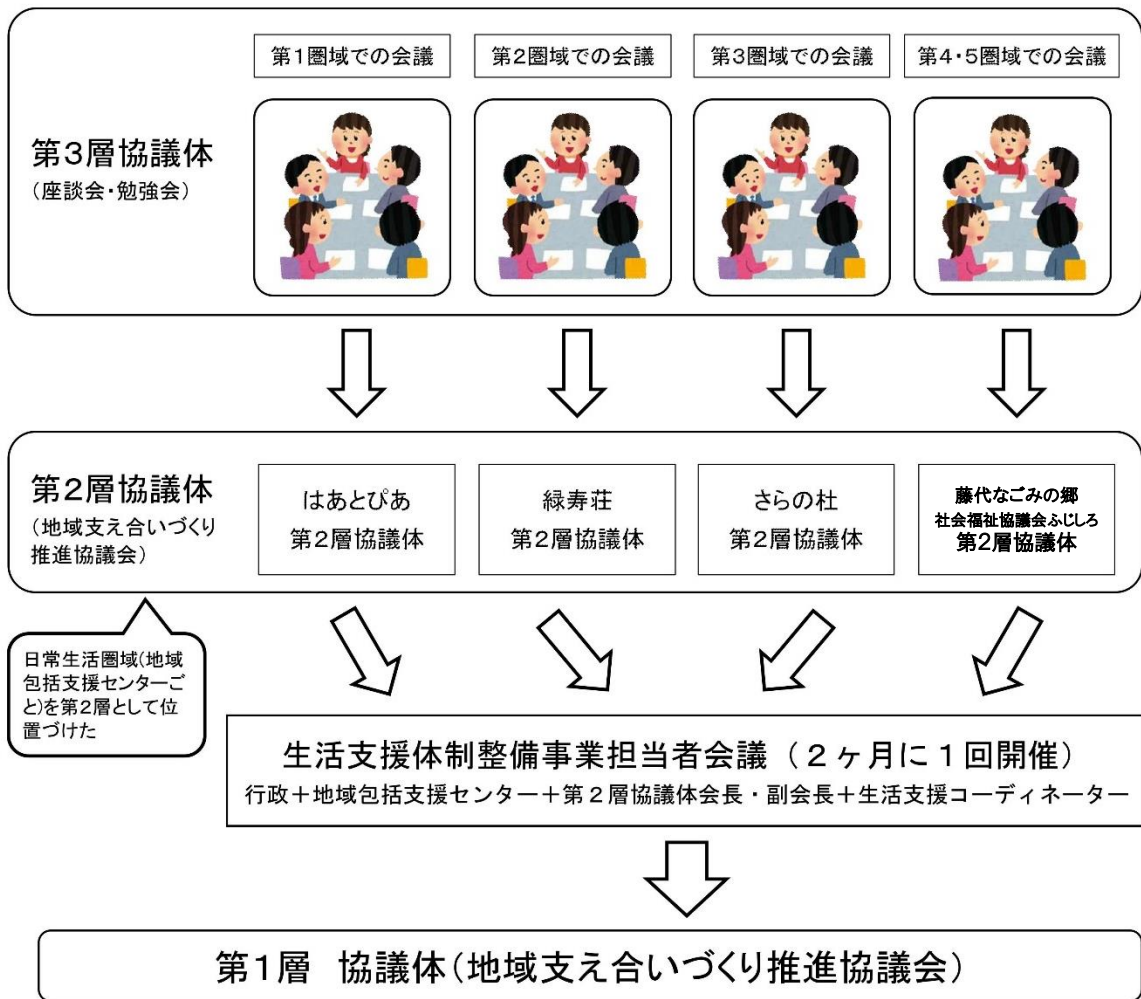 第1圏域での会議
第2圏域での会議
第3圏域での会議
第4・5圏域での会議
第3層協議体
(座談会・勉強会)
第2層協議体
(地域支え合いづくり
推進協議会)
はあとぴあ
第2層協議体
緑寿荘
第2層協議体
さらの杜
第2層協議体
藤代なごみの郷
社会福祉協議会ふじしろ
第2層協議体
日常生活圏域(地域
包括支援センターご
と)を第2層として位
置づけた
生活支援体制整備事業担当者会議(2ヶ月に1回開催)
行政+地域包括支援センター+第2層協議体会長・副会長+生活支援コーディネーター
第1層 協議体(地域支え合いづくり推進協議会)